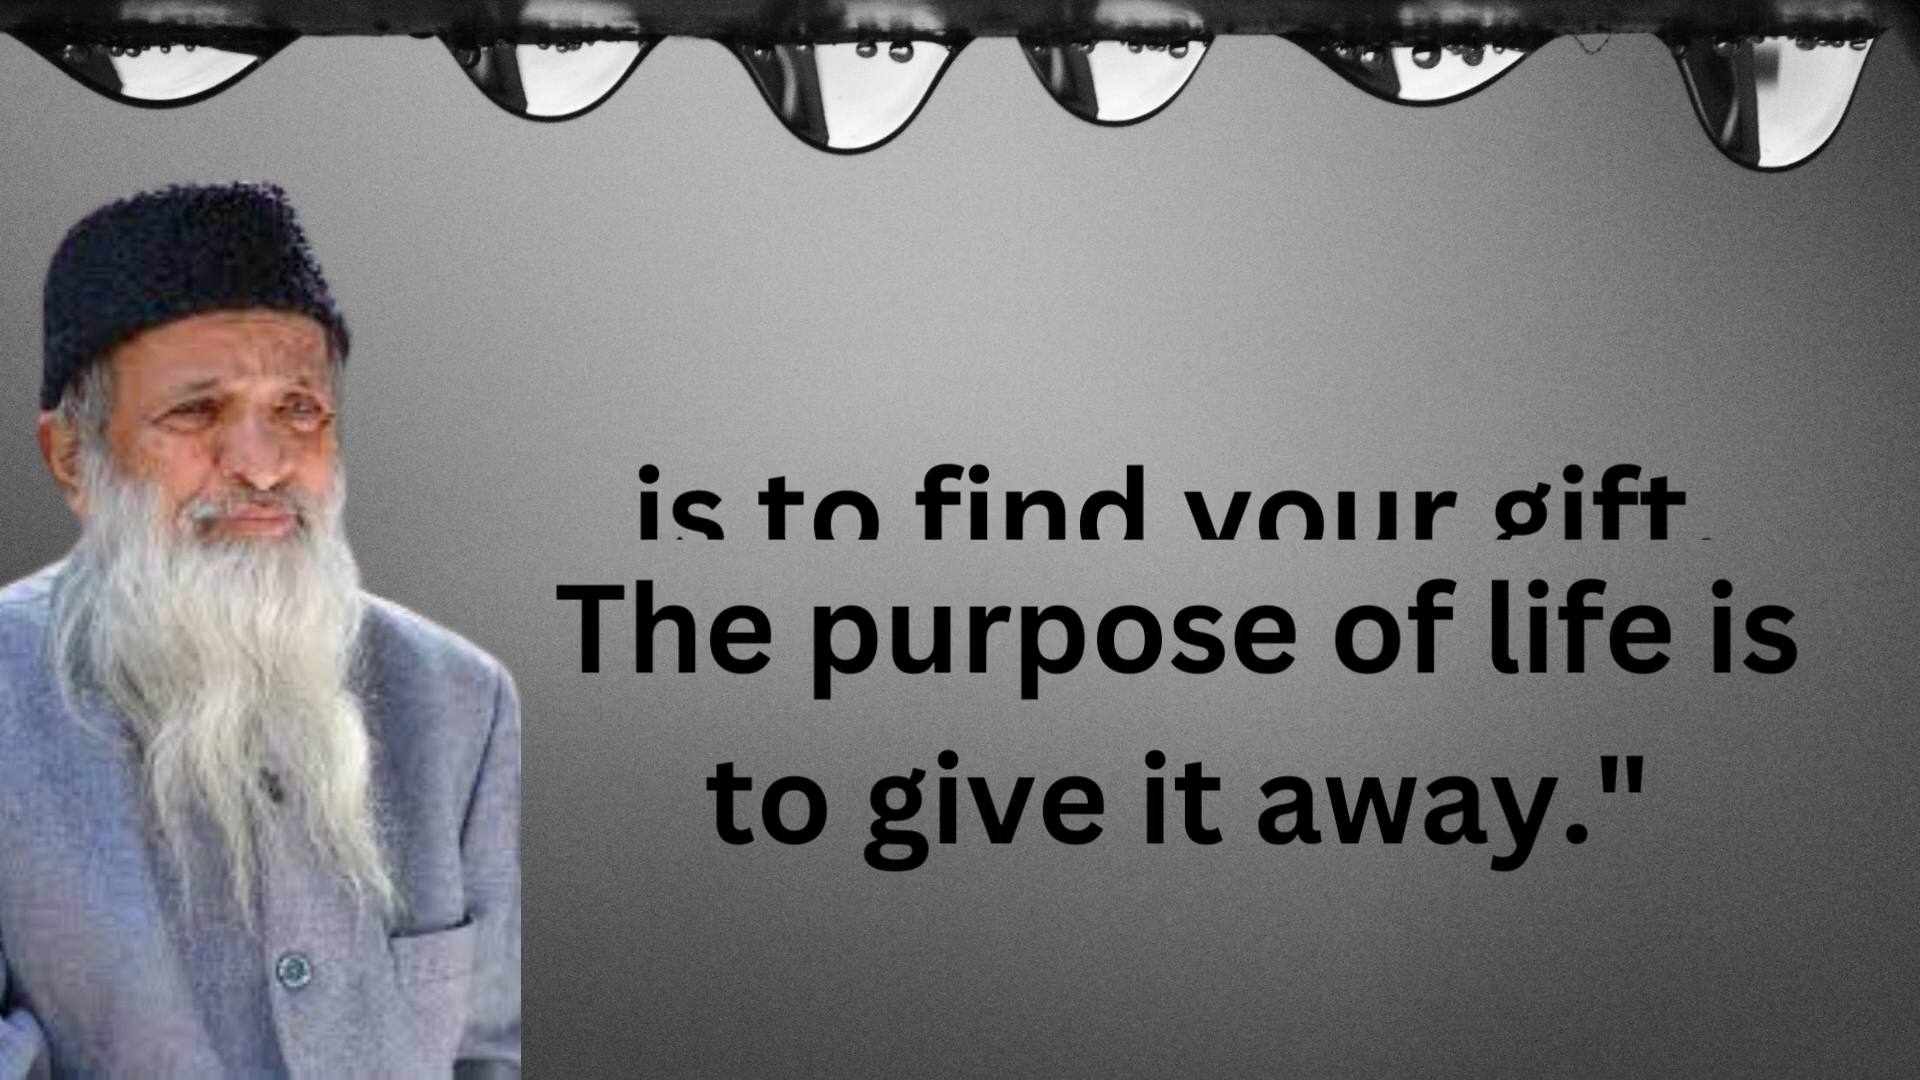 is to find your gift.
The purpose of life is
to give it away."